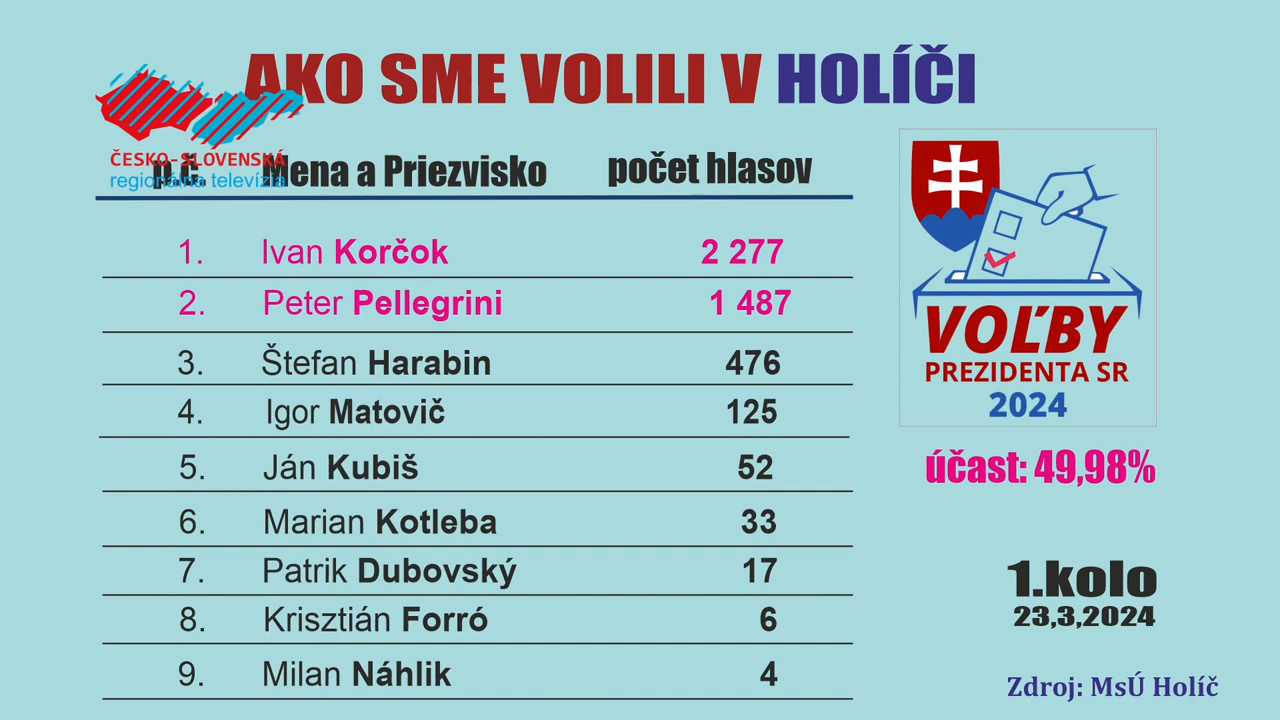 AKO SME VOLILI V HOLÍČI
ČESKO-SLOVENSKÁ
regionálna televízia
p.č. Mena a Priezvisko počet hlasov
1. Ivan Korčok 2 277
2. Peter Pellegrini 1 487
3. Štefan Harabin 476
4. Igor Matovič 125
5. Ján Kubiš 52
6. Marian Kotleba 33
7. Patrik Dubovský 17
8. Krisztián Forró 6
9. Milan Náhlik 4
VOĽBY
PREZIDENTA SR
2024
účast: 49,98%
1.kolo
23,3,2024
Zdroj: MsÚ Holíč